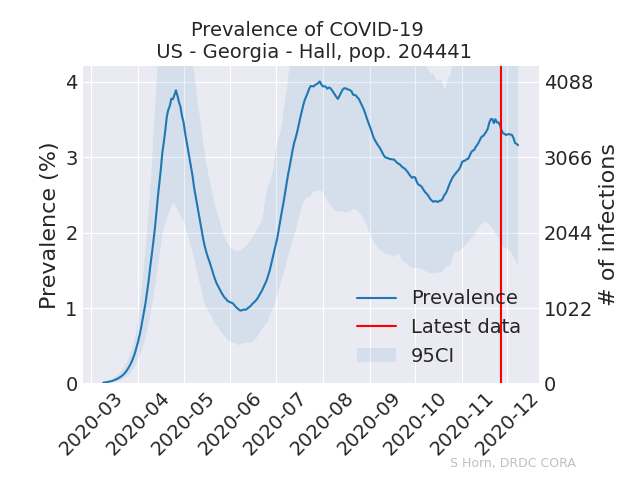 Prevalence of COVID-19
US - Georgia - Hall, pop. 204441
Prevalence (%)
4
3
2
1
0
4088
3066
2044
1022
0
# of infections
Prevalence
Latest data
95CI
2020-03
2020-04
2020-05
2020-06
2020-07
2020-08
2020-09
2020-10
2020-11
2020-12
S Horn, DRDC CORA